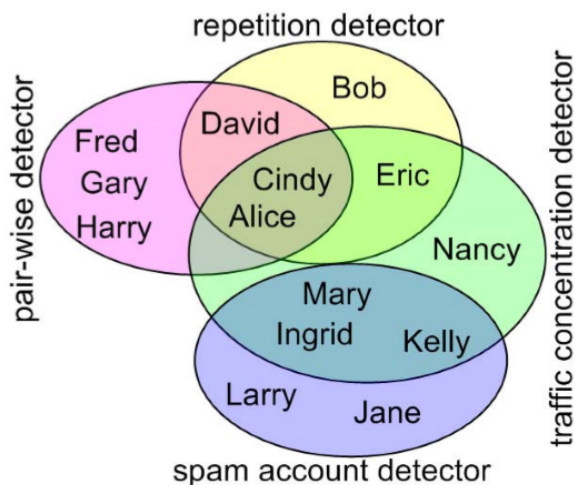 repetition detector
Bob
David
Fred
Gary
Harry
Cindy
Alice
Eric
Nancy
Mary
Ingrid
Kelly
Larry
Jane
pair-wise detector
traffic concentration detector
spam account detector